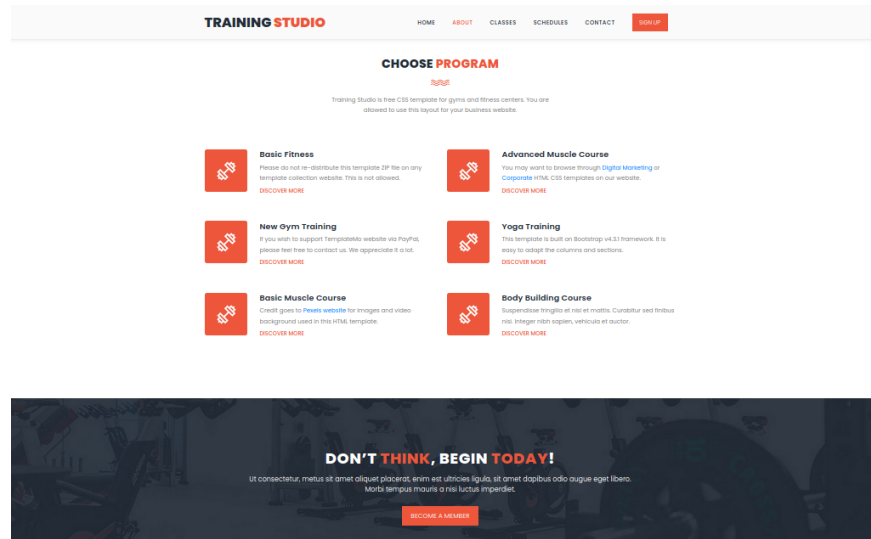 TRAINING STUDIO
HOME
ABOUT
CLASSES
SCHEDULES
CONTACT
SIGN UP
CHOOSE PROGRAM
Training Studio is free CSS template for gyms and fitness centers. You are
allowed to use this layout for your business website.
Basic Fitness
Please do not re-distribute this template ZIP file on any
template collection website. This is not allowed.
DISCOVER MORE
Advanced Muscle Course
You may want to browse through Digital Marketing or
Corporate HTML CSS templates on our website.
DISCOVER MORE
New Gym Training
If you wish to support TemplateMo website via PayPal,
please feel free to contact us. We appreciate it a lot.
DISCOVER MORE
Yoga Training
This template is built on Bootstrap v4.3.1 framework. It is
easy to adapt the columns and sections.
DISCOVER MORE
Basic Muscle Course
Credit goes to Pexels website for images and video
background used in this HTML template.
DISCOVER MORE
Body Building Course
Suspendisse fringilla et nisi et mattis. Curabitur sed finibus
nisi. Integer nibh sapien, vehicula et auctor.
DISCOVER MORE
DON'T THINK, BEGIN TODAY!
Ut consectetur, metus sit amet aliquet placerat, enim est ultricies ligula, sit amet dapibus odio augue eget libero.
Morbi tempus mauris a nisi luctus imperdiet.
BECOME A MEMBER